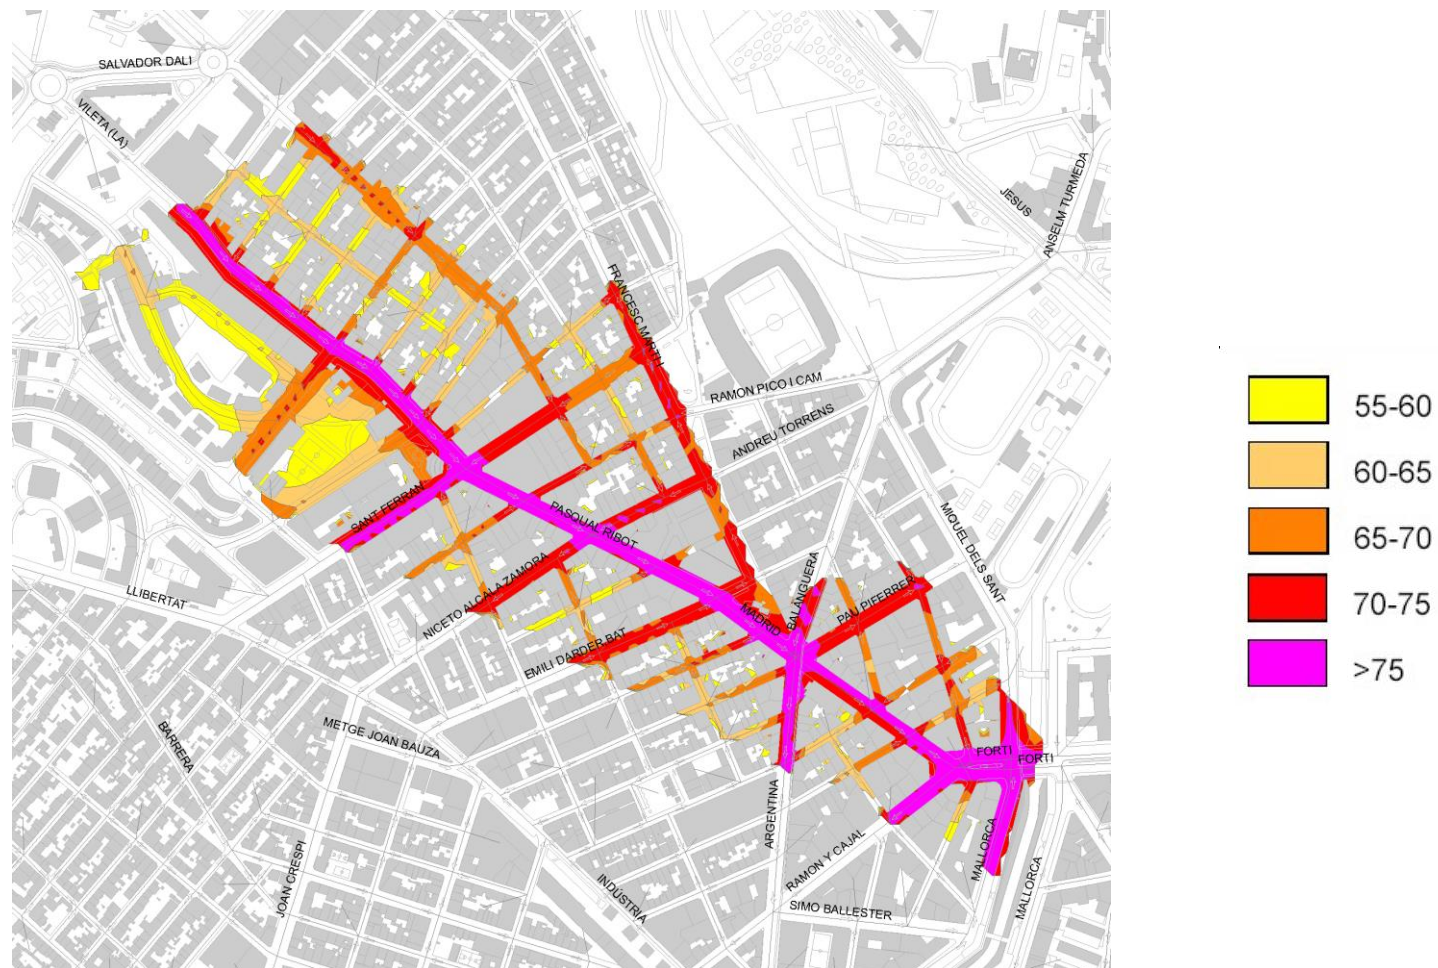 SALVADOR DALI
VILETA (LA)
JESUS
ANSELM TURMEDA
FRANCESC MARTI I
RAMON PICO I CAM
ANDREU TORRENS
55-60
60-65
65-70
70-75
>75
SANT FERRAN
PASQUAL RIBOT
MIQUEL DELS SANT
LLIBERTAT
NICETO ALCALA ZAMORA
BALANGUERA
PAU PIFERRER
MADRID
EMILI DARDER BAT
BARRERA
METGE JOAN BAUZA
FORTI
FORTI
ARGENTINA
RAMON Y CAJAL
MALLORCA
MALLORCA
JOAN CRESPI
INDÚSTRIA
SIMO BALLESTER